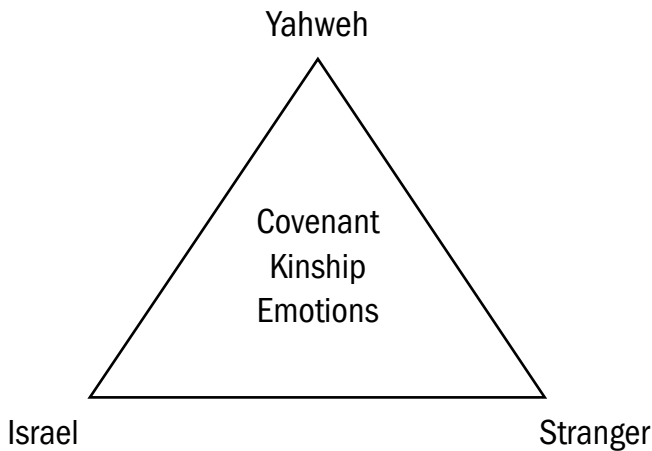 Yahweh
Covenant
Kinship
Emotions
Israel
Stranger